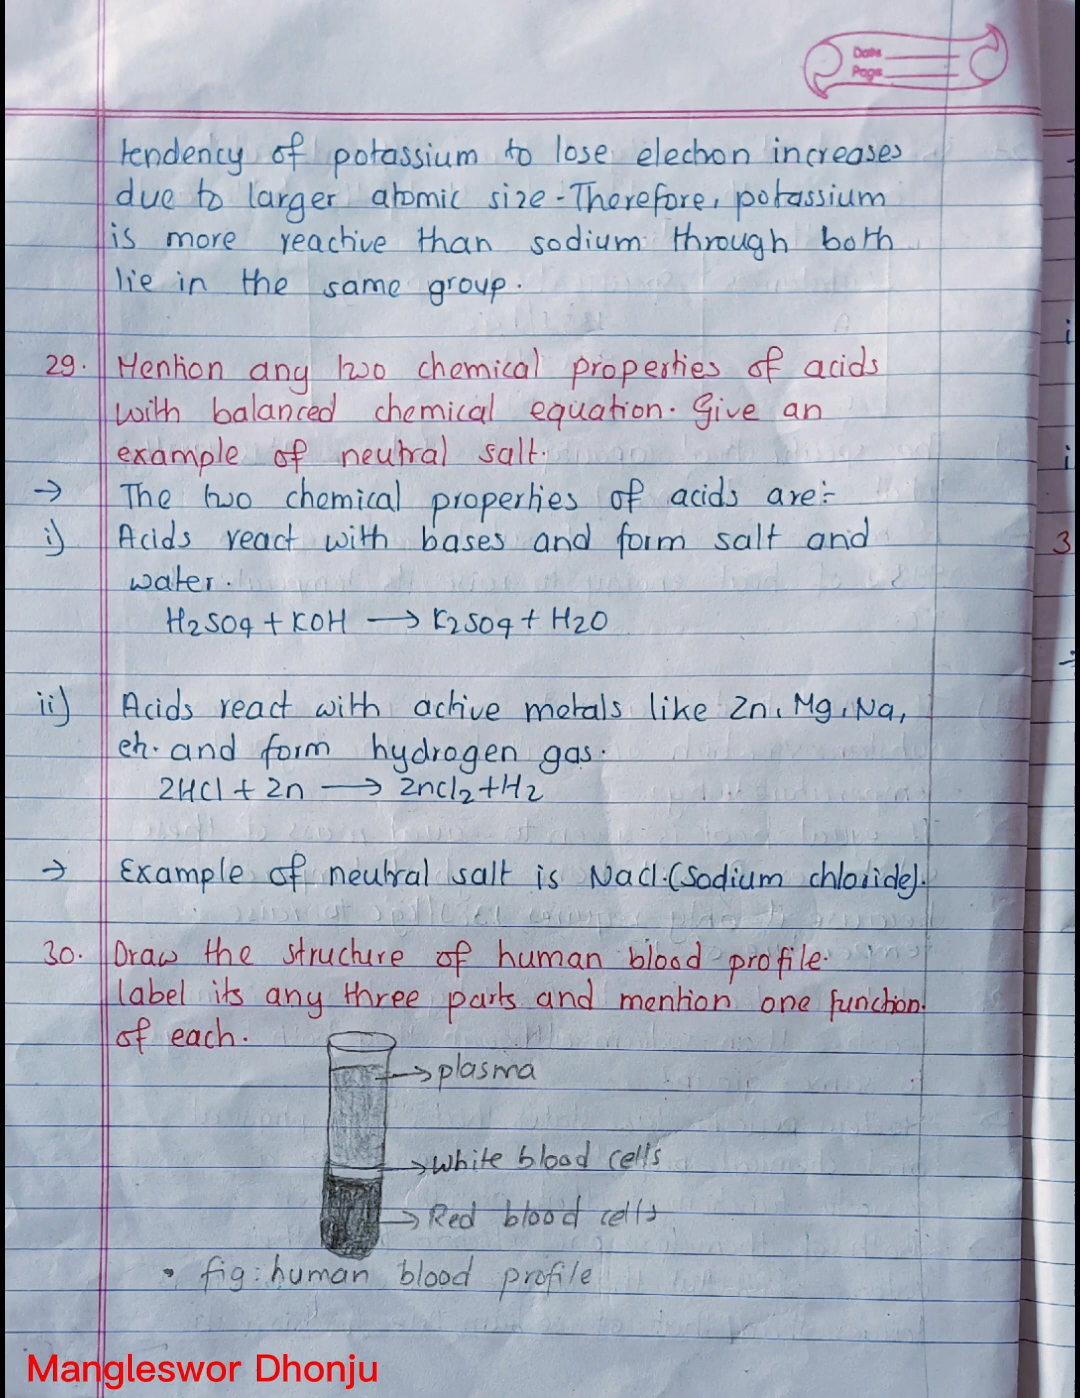 Date
Page
tendency of potassium to lose electron increases
due to larger atomic size. Therefore, potassium
is more reactive than sodium through both
lie in the same group.
29. Mention any two chemical properties of acids
with balanced chemical equation. Give an
example of neutral salt.
→ The two chemical properties of acids are:-
i) Acids react with bases and form salt and
water.
H2SO4 + KOH → K2SO4 + H2O
ii) Acids react with active metals like Zn, Mg, Na,
etc. and form hydrogen gas.
2HCl + Zn → ZnCl2 + H2
→ Example of neutral salt is NaCl. (Sodium chloride).
30. Draw the structure of human blood profile.
label its any three parts and mention one function.
of each.
→ plasma
→ White blood cells
→ Red blood cells
• fig: human blood profile
3
Mangleswor Dhonju